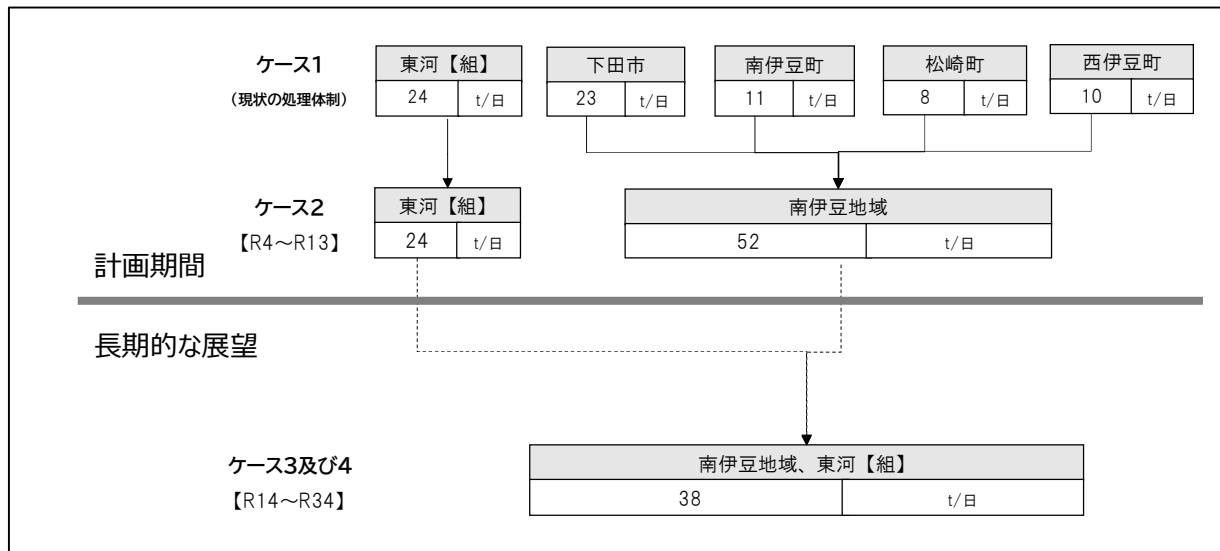 ケース1
(現状の処理体制)
東河【組】
24 t/日
下田市
23 t/日
南伊豆町
11 t/日
松崎町
8 t/日
西伊豆町
10 t/日
ケース2
【R4~R13】
東河【組】
24 t/日
南伊豆地域
52 t/日
計画期間
長期的な展望
ケース3及び4
【R14~R34】
南伊豆地域、東河【組】
38 t/日